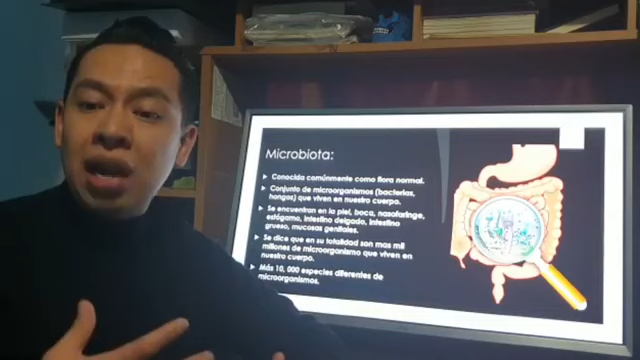 Microbiota:
Conocida comúnmente como flora normal.
Conjunto de microorganismos (bacterias,
hongos) que viven en nuestro cuerpo.
Se encuentran en la piel, boca, nasofaringe,
estógamo, intestino delgado, intestino
grueso, mucosas genitales.
Se dice que en su totalidad son mas mil
millones de microorganismo que viven en
nuestro cuerpo.
Más 10, 000 especies diferentes de
microorganismos.